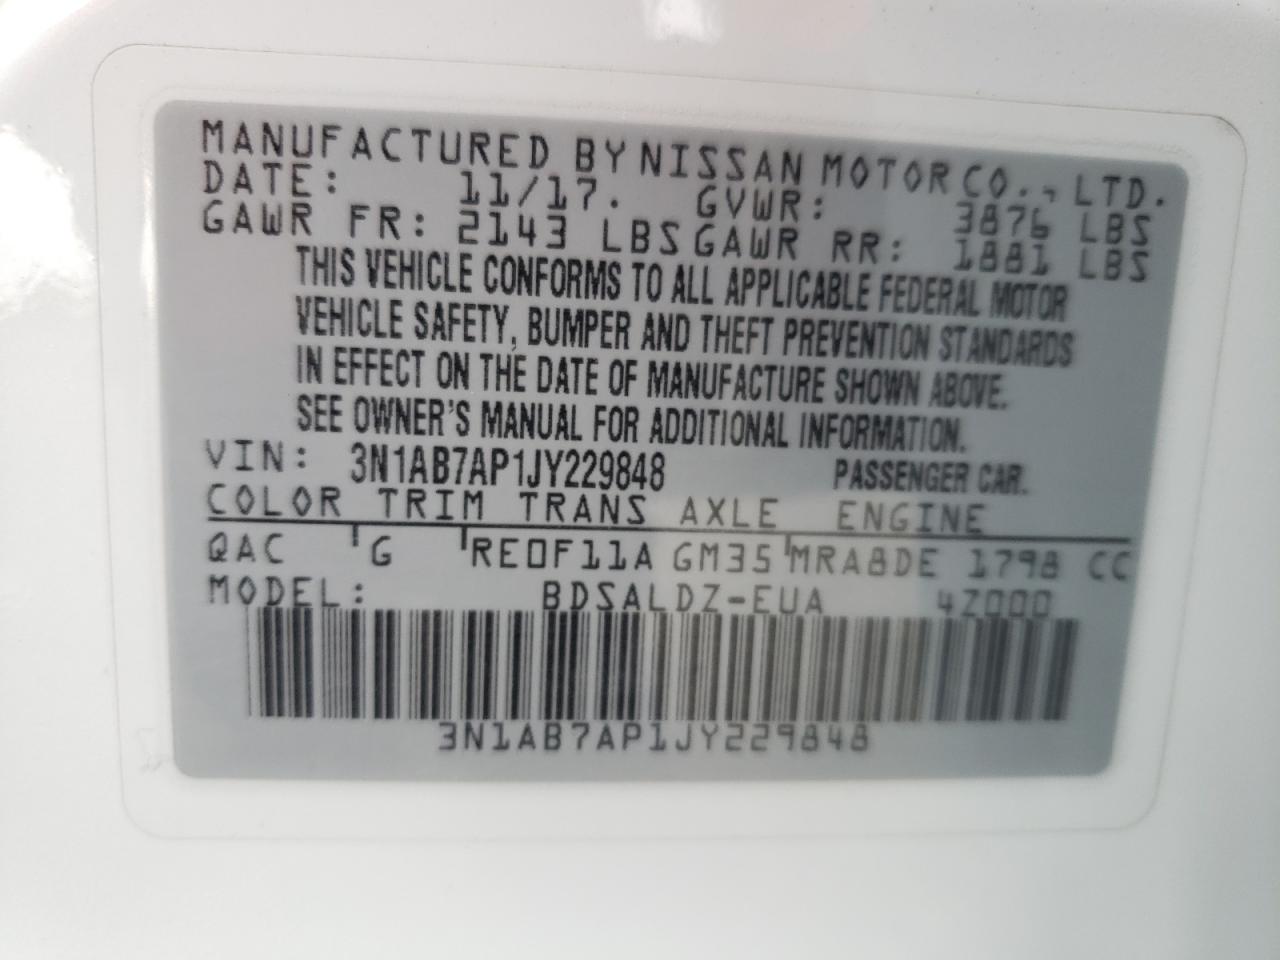 MANUFACTURED BY NISSAN MOTOR CO., LTD.
DATE: 11/17. GVWR: 3876 LBS
GAWR FR: 2143 LBS GAWR RR: 1881 LBS
THIS VEHICLE CONFORMS TO ALL APPLICABLE FEDERAL MOTOR
VEHICLE SAFETY, BUMPER AND THEFT PREVENTION STANDARDS
IN EFFECT ON THE DATE OF MANUFACTURE SHOWN ABOVE.
SEE OWNER'S MANUAL FOR ADDITIONAL INFORMATION.
VIN: 3N1AB7AP1JY229848 PASSENGER CAR.
COLOR TRIM TRANS AXLE ENGINE
QAC G RE0F11A GM35 MRA8DE 1798 CC
MODEL: BDSALDZ-EUA 4Z000
3N1AB7AP1JY229848